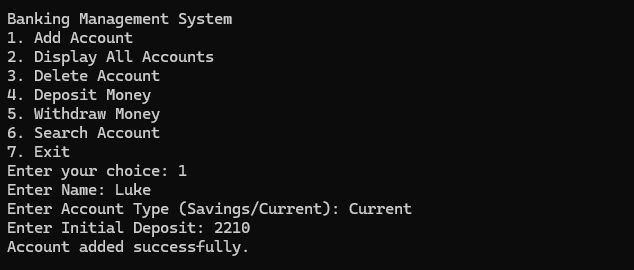 Banking Management System
1. Add Account
2. Display All Accounts
3. Delete Account
4. Deposit Money
5. Withdraw Money
6. Search Account
7. Exit
Enter your choice: 1
Enter Name: Luke
Enter Account Type (Savings/Current): Current
Enter Initial Deposit: 2210
Account added successfully.